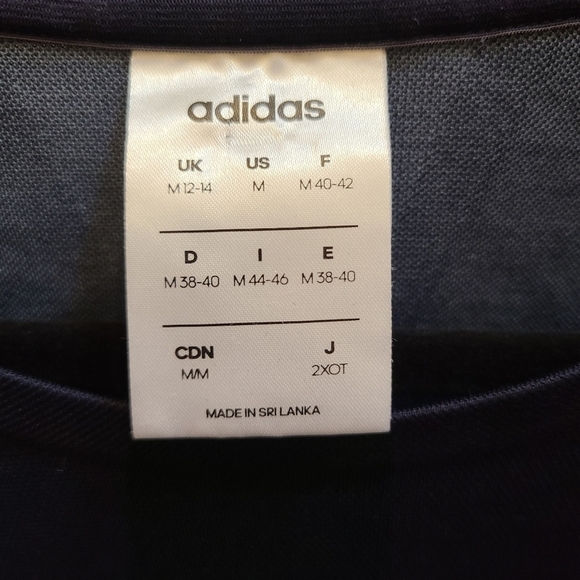 adidas
UK US F
M 12-14 M M 40-42
D I E
M 38-40 M 44-46 M 38-40
CDN J
M/M 2XOT
MADE IN SRI LANKA